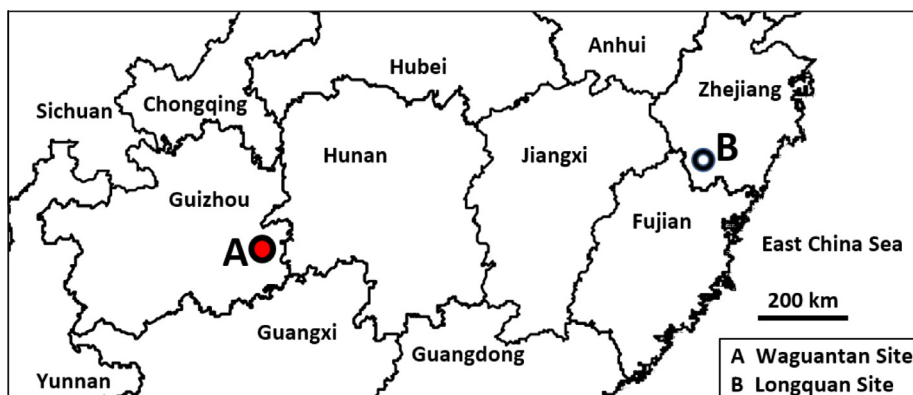 Anhui
Hubei
Zhejiang
Sichuan
Chongqing
Hunan
Jiangxi
B
Guizhou
Fujian
A
East China Sea
200 km
Guangxi
Guangdong
Yunnan
A Waguantan Site
B Longquan Site